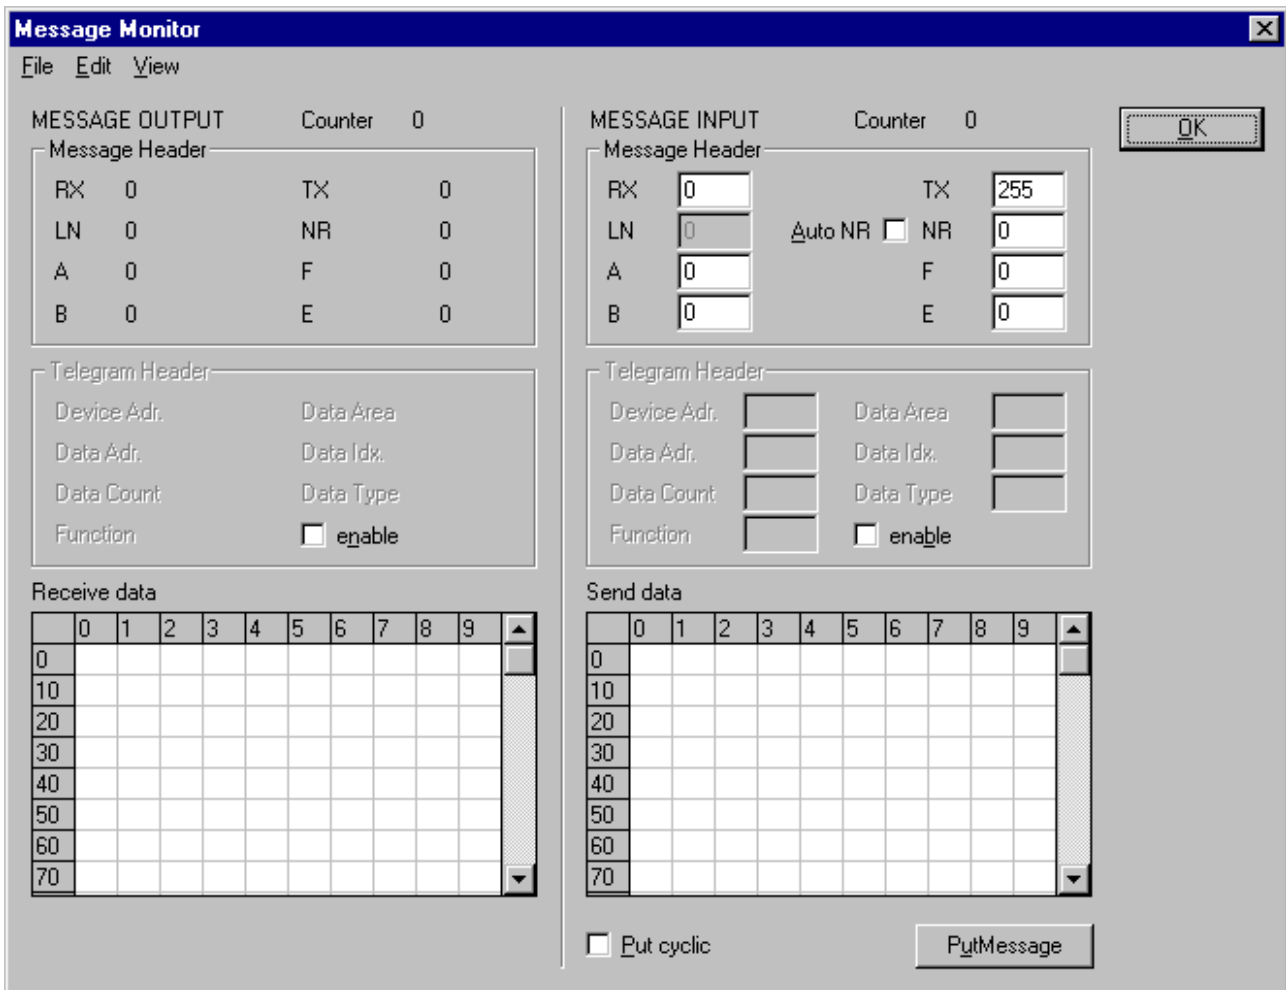 Message Monitor
File Edit View
MESSAGE OUTPUT Counter 0
Message Header
RX 0 TX 0
LN 0 NR 0
A 0 F 0
B 0 E 0
Telegram Header
Device Adr. Data Area
Data Adr. Data Idx.
Data Count Data Type
Function enable
Receive data
0 1 2 3 4 5 6 7 8 9
0
10
20
30
40
50
60
70
MESSAGE INPUT Counter 0
Message Header
RX 0 TX 255
LN 0 Auto NR NR 0
A 0 F 0
B 0 E 0
Telegram Header
Device Adr. Data Area
Data Adr. Data Idx.
Data Count Data Type
Function enable
Send data
0 1 2 3 4 5 6 7 8 9
0
10
20
30
40
50
60
70
Put cyclic PutMessage
OK